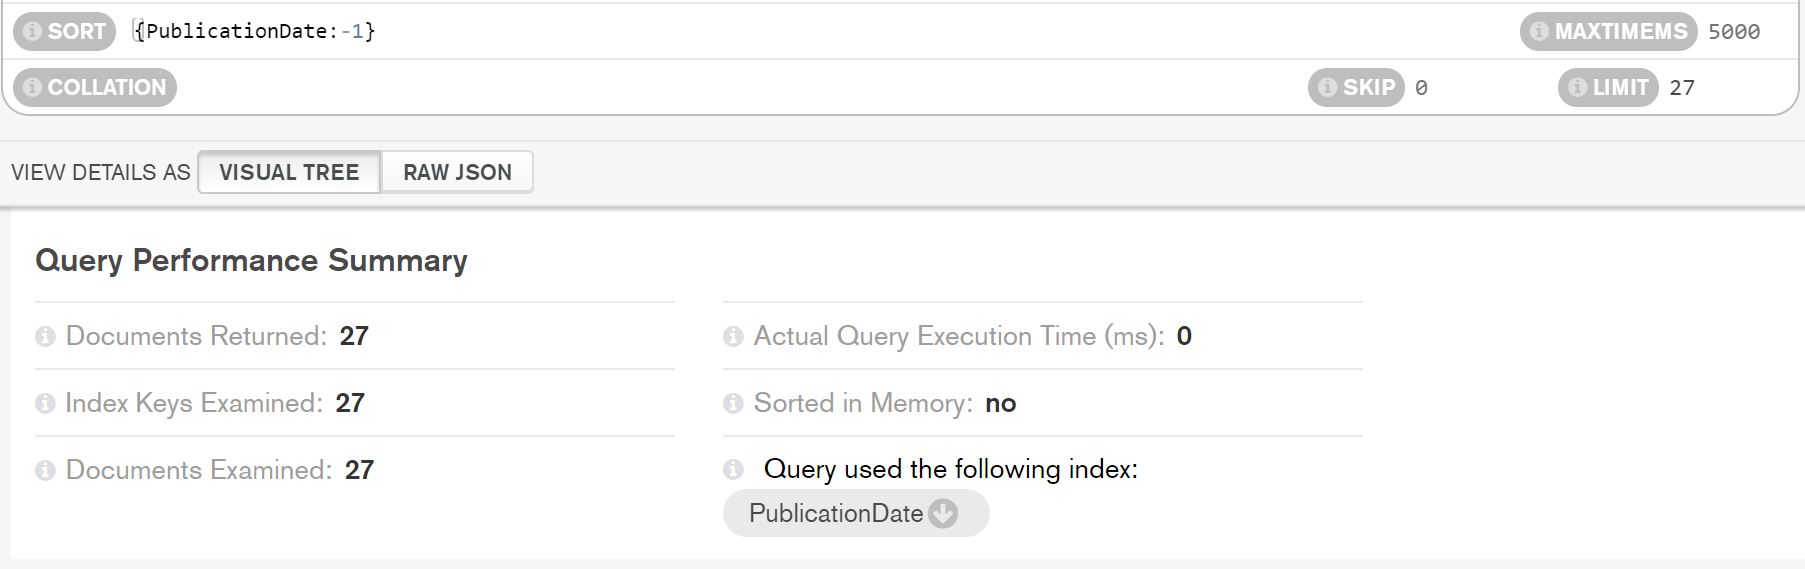 SORT {PublicationDate:-1} MAXTIMEMS 5000
COLLATION SKIP 0 LIMIT 27
VIEW DETAILS AS VISUAL TREE RAW JSON
Query Performance Summary
Documents Returned: 27 Actual Query Execution Time (ms): 0
Index Keys Examined: 27 Sorted in Memory: no
Documents Examined: 27 Query used the following index:
PublicationDate